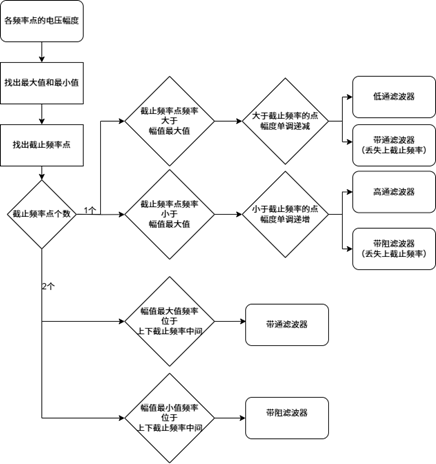 各频率点的电压幅度
找出最大值和最小值
找出截止频率点
截止频率点个数
1个
2个
截止频率点频率
大于
幅值最大值
大于截止频率的点
幅度单调递减
低通滤波器
带通滤波器
（丢失上截止频率）
截止频率点频率
小于
幅值最大值
小于截止频率的点
幅度单调递增
高通滤波器
带阻滤波器
（丢失上截止频率）
幅值最大值频率
位于
上下截止频率中间
带通滤波器
幅值最小值频率
位于
上下截止频率中间
带阻滤波器